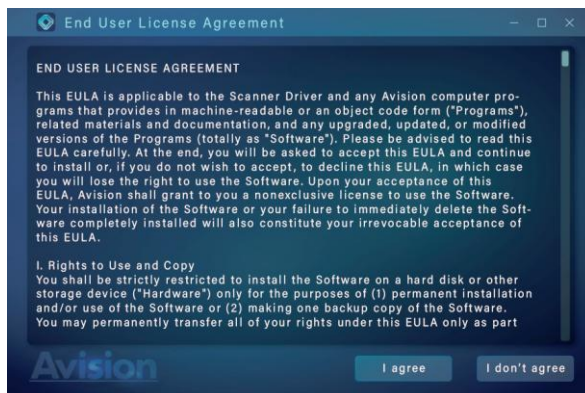 End User License Agreement
END USER LICENSE AGREEMENT
This EULA is applicable to the Scanner Driver and any Avision computer pro-
grams that provides in machine-readable or an object code form ("Programs"),
related materials and documentation, and any upgraded, updated, or modified
versions of the Programs (totally as "Software"). Please be advised to read this
EULA carefully. At the end, you will be asked to accept this EULA and continue
to install or, if you do not wish to accept, to decline this EULA, in which case
you will lose the right to use the Software. Upon your acceptance of this
EULA, Avision shall grant to you a nonexclusive license to use the Software.
Your installation of the Software or your failure to immediately delete the Soft-
ware completely installed will also constitute your irrevocable acceptance of
this EULA.
I. Rights to Use and Copy
You shall be strictly restricted to install the Software on a hard disk or other
storage device ("Hardware") only for the purposes of (1) permanent installation
and/or use of the Software or (2) making one backup copy of the Software.
You may permanently transfer all of your rights under this EULA only as part
Avision
I agree
I don't agree